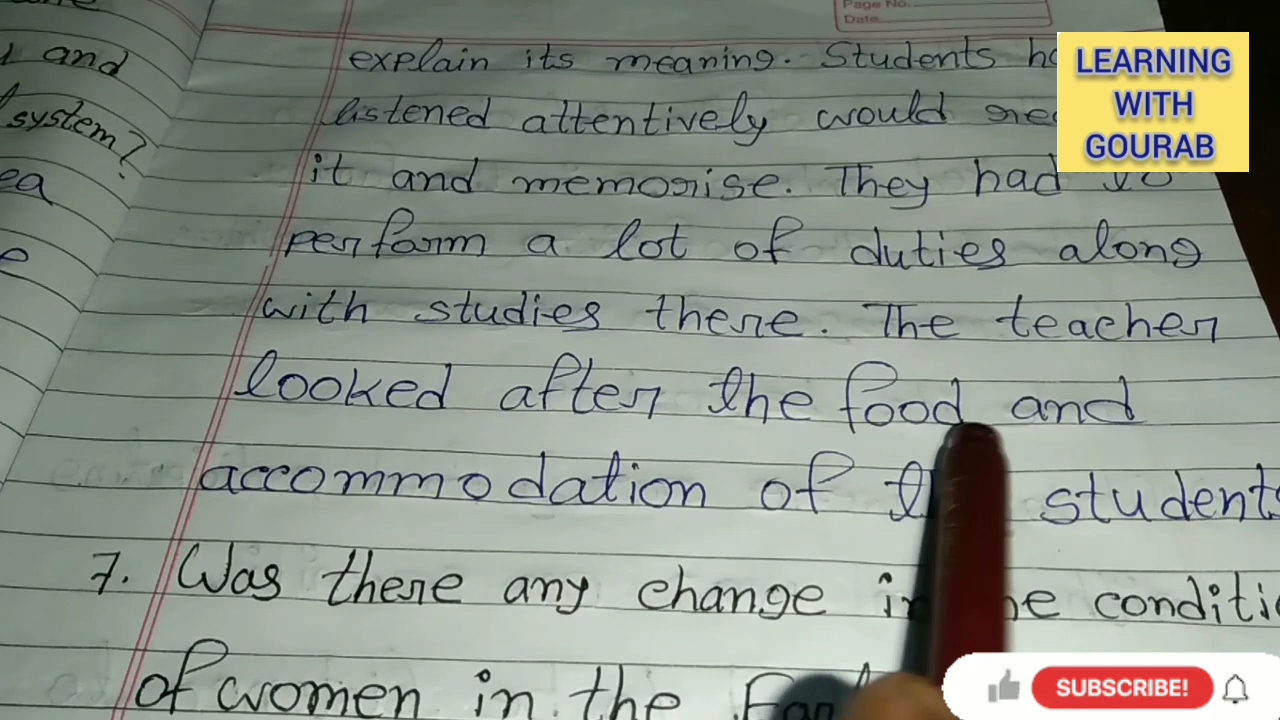 Page No.
Date
and
explain its meaning. Students
system?
listened attentively would
it and memorise. They had to
perform a lot of duties along
with studies there. The teacher
looked after the food and
accommodation of students
7. Was there any change
of women in the
LEARNING
WITH
GOURAB
SUBSCRIBE!